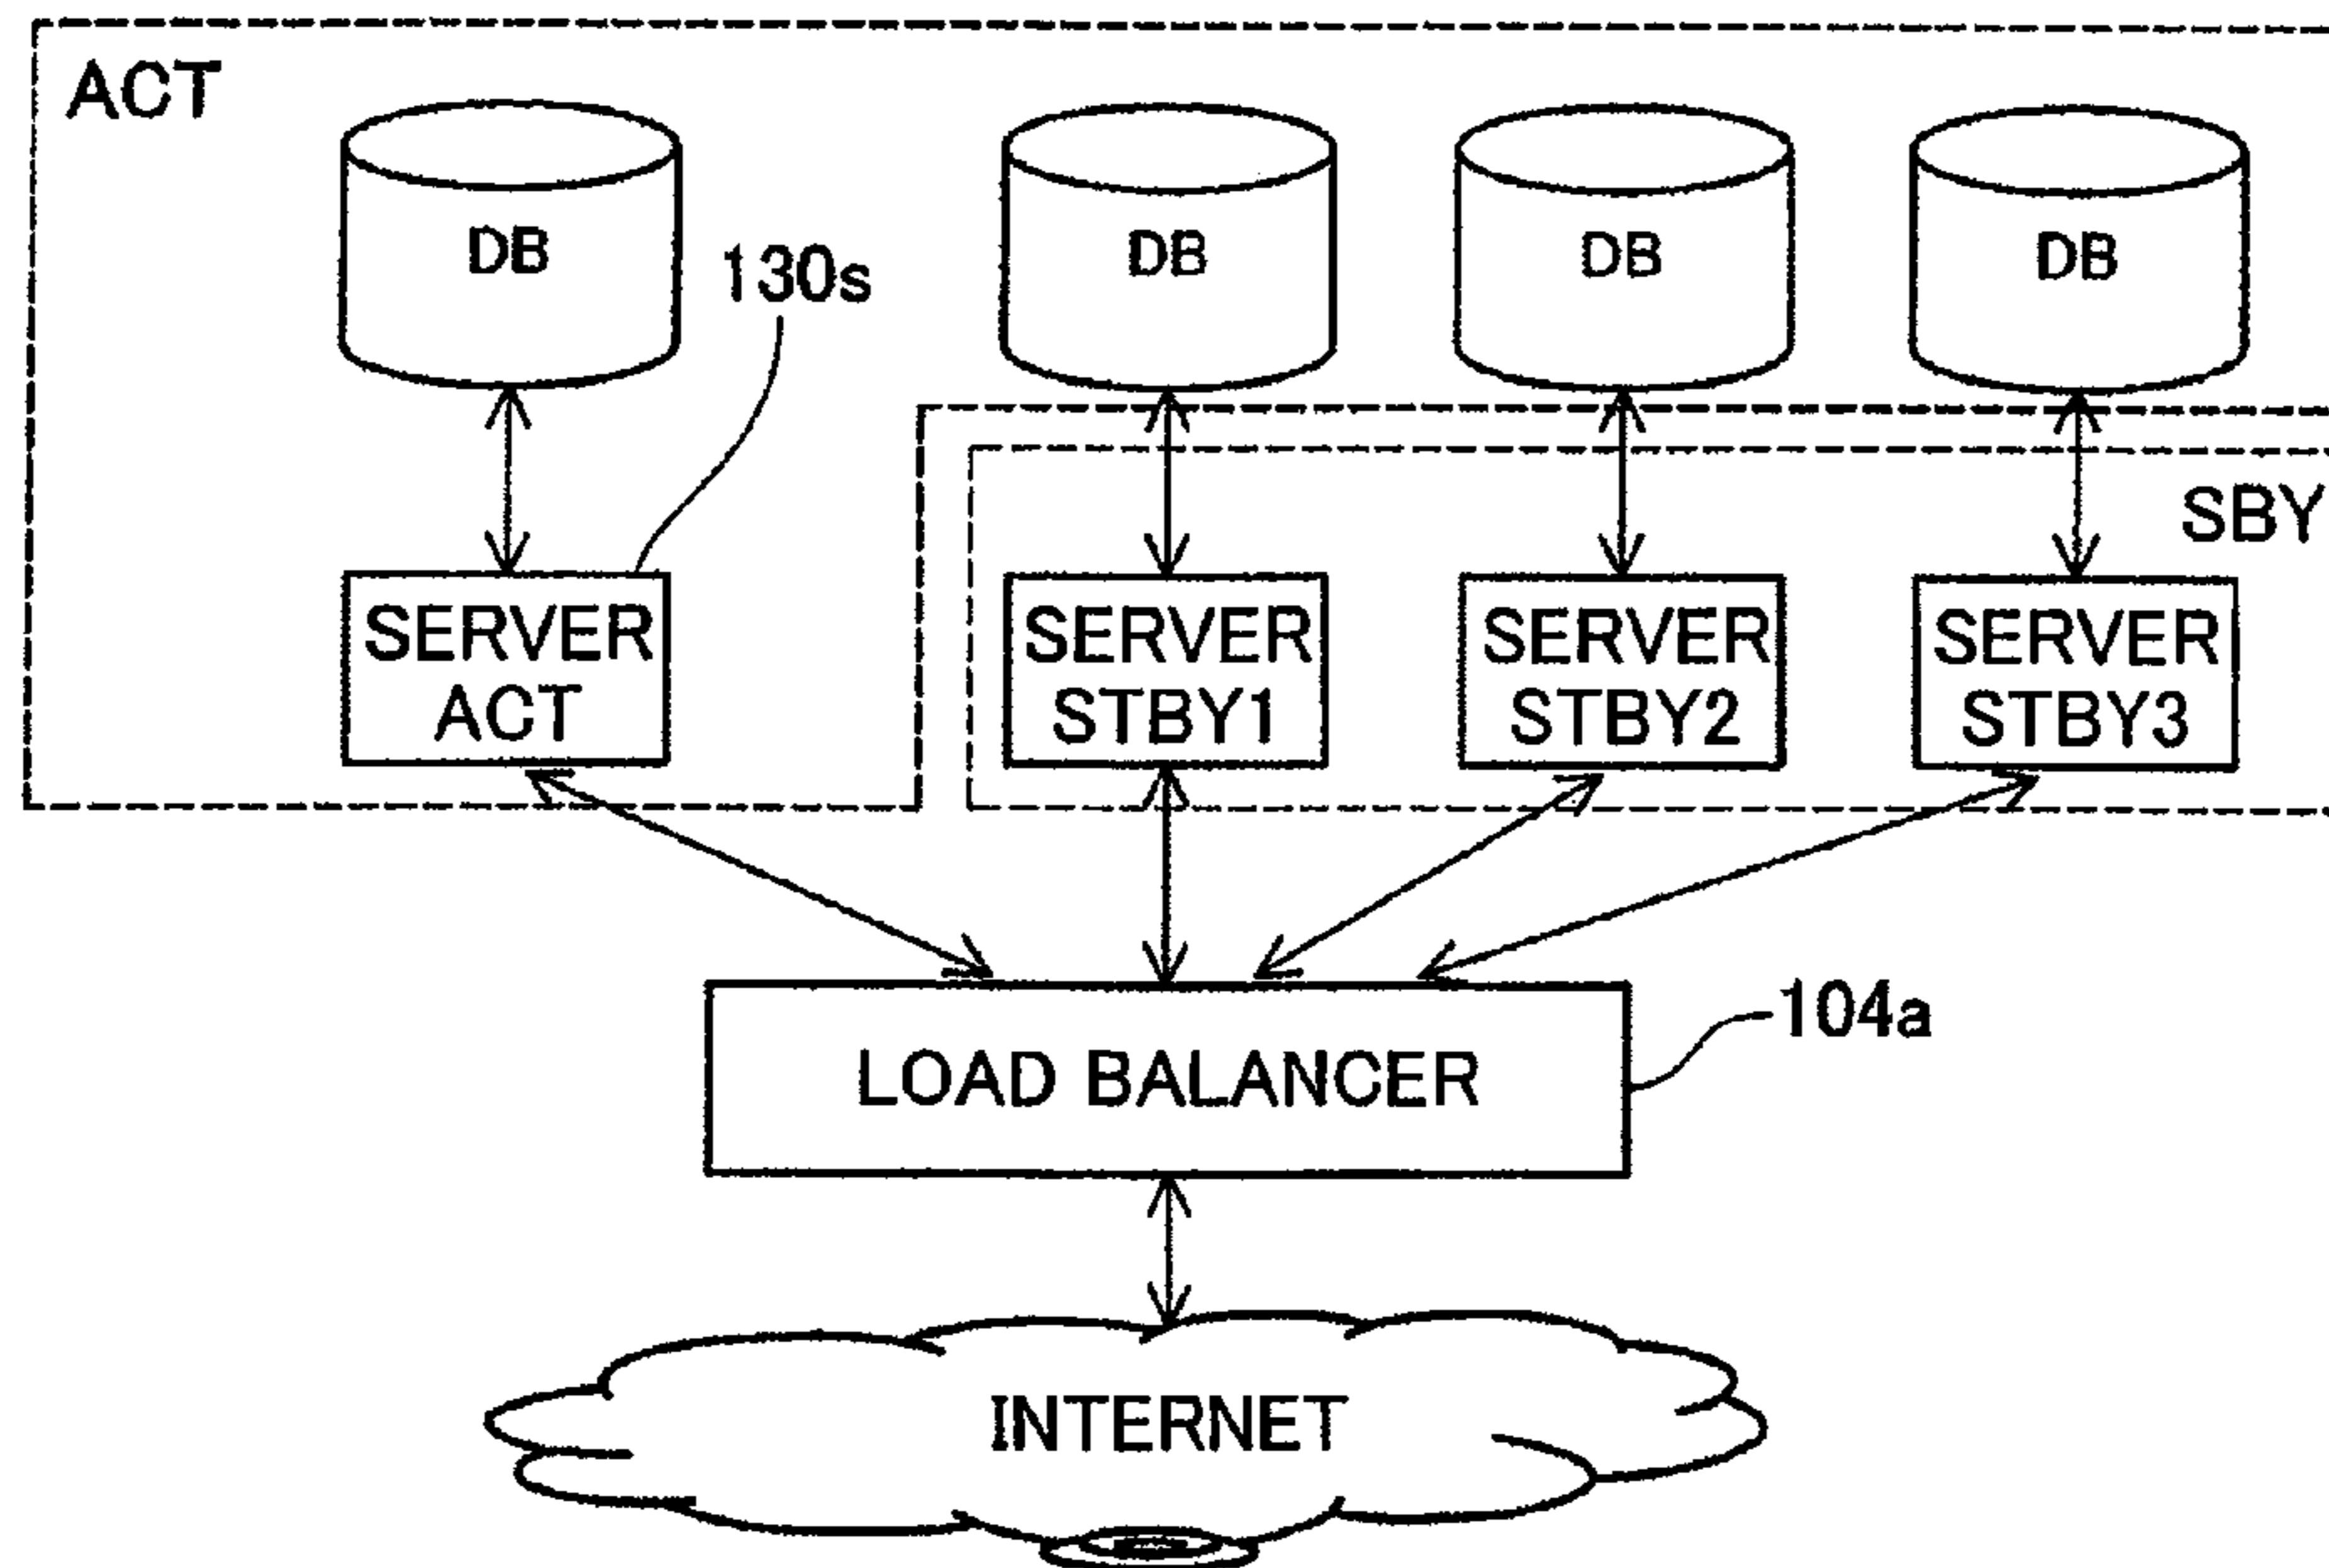 ACT
DB
DB
DB
DB
130s
SBY
SERVER
ACT
SERVER
STBY1
SERVER
STBY2
SERVER
STBY3
104a
LOAD BALANCER
INTERNET